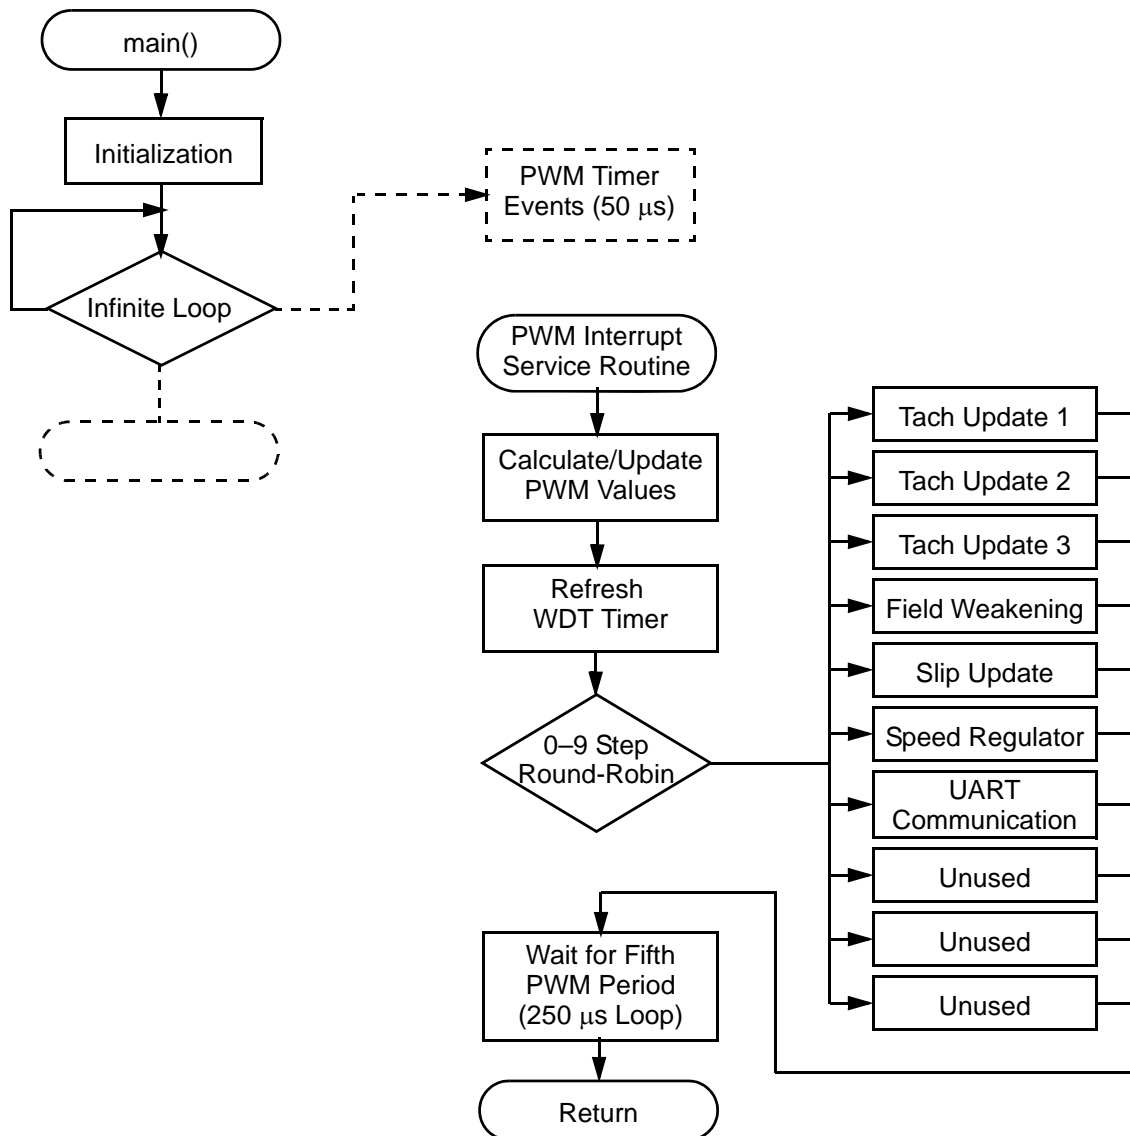 main()
Initialization
Infinite Loop
PWM Timer
Events (50 μs)
PWM Interrupt
Service Routine
Calculate/Update
PWM Values
Refresh
WDT Timer
0–9 Step
Round-Robin
Tach Update 1
Tach Update 2
Tach Update 3
Field Weakening
Slip Update
Speed Regulator
UART
Communication
Unused
Unused
Unused
Wait for Fifth
PWM Period
(250 μs Loop)
Return